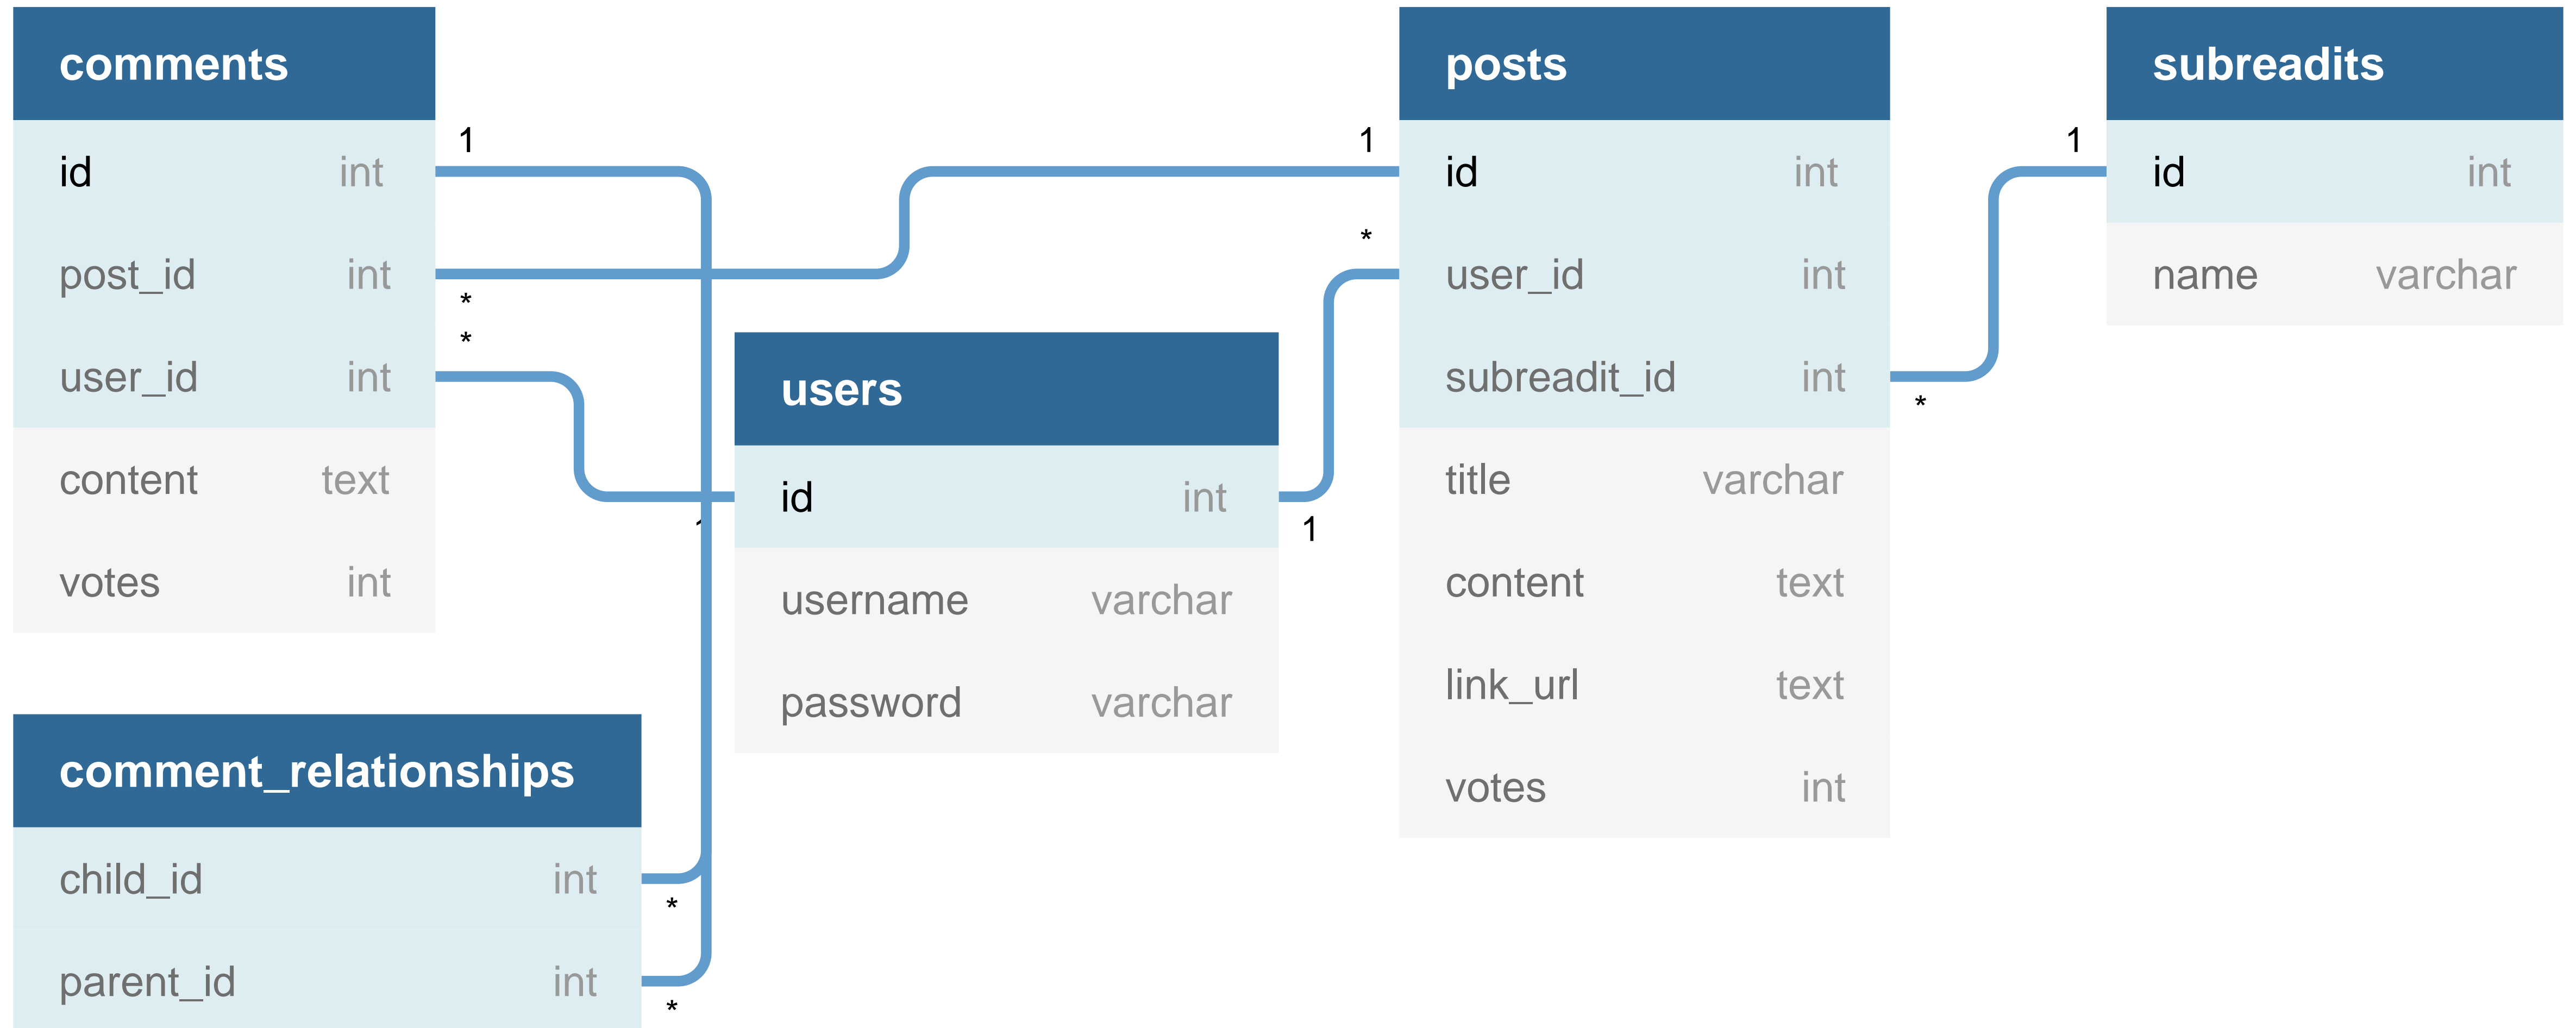 comments
id int
post_id int
user_id int
content text
votes int
1
*
*
comment_relationships
child_id int
parent_id int
*
*
users
id int
username varchar
password varchar
1
1
posts
id int
user_id int
subreadit_id int
title varchar
content text
link_url text
votes int
1
*
*
subreadits
id int
name varchar
1